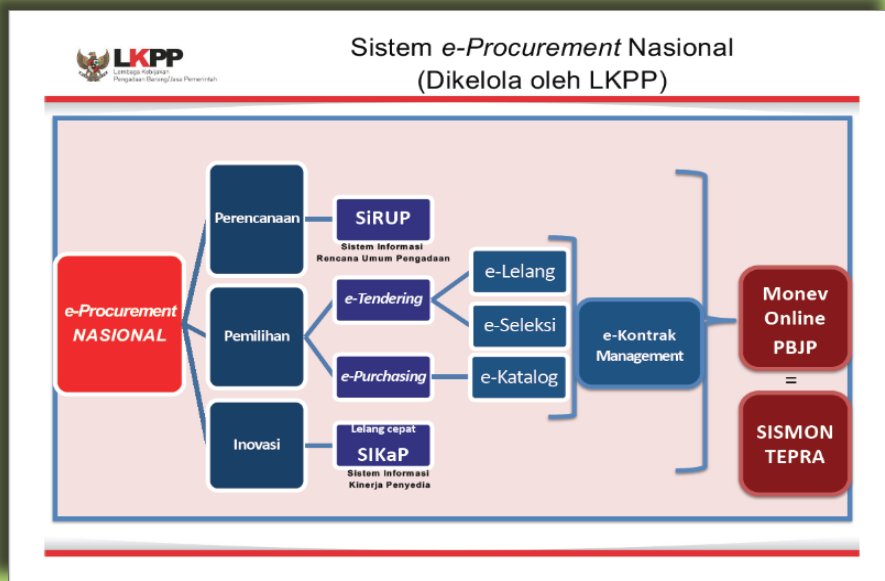 LKPP
Lembaga Kebijakan
Pengadaan Barang/Jasa Pemerintah
Sistem e-Procurement Nasional
(Dikelola oleh LKPP)
e-Procurement
NASIONAL
Perencanaan
SiRUP
Sistem Informasi
Rencana Umum Pengadaan
Pemilihan
e-Tendering
e-Lelang
e-Seleksi
e-Purchasing
e-Katalog
e-Kontrak
Management
Inovasi
Lelang cepat
SIKaP
Sistem Informasi
Kinerja Penyedia
Monev
Online
PBJP
=
SISMON
TEPRA